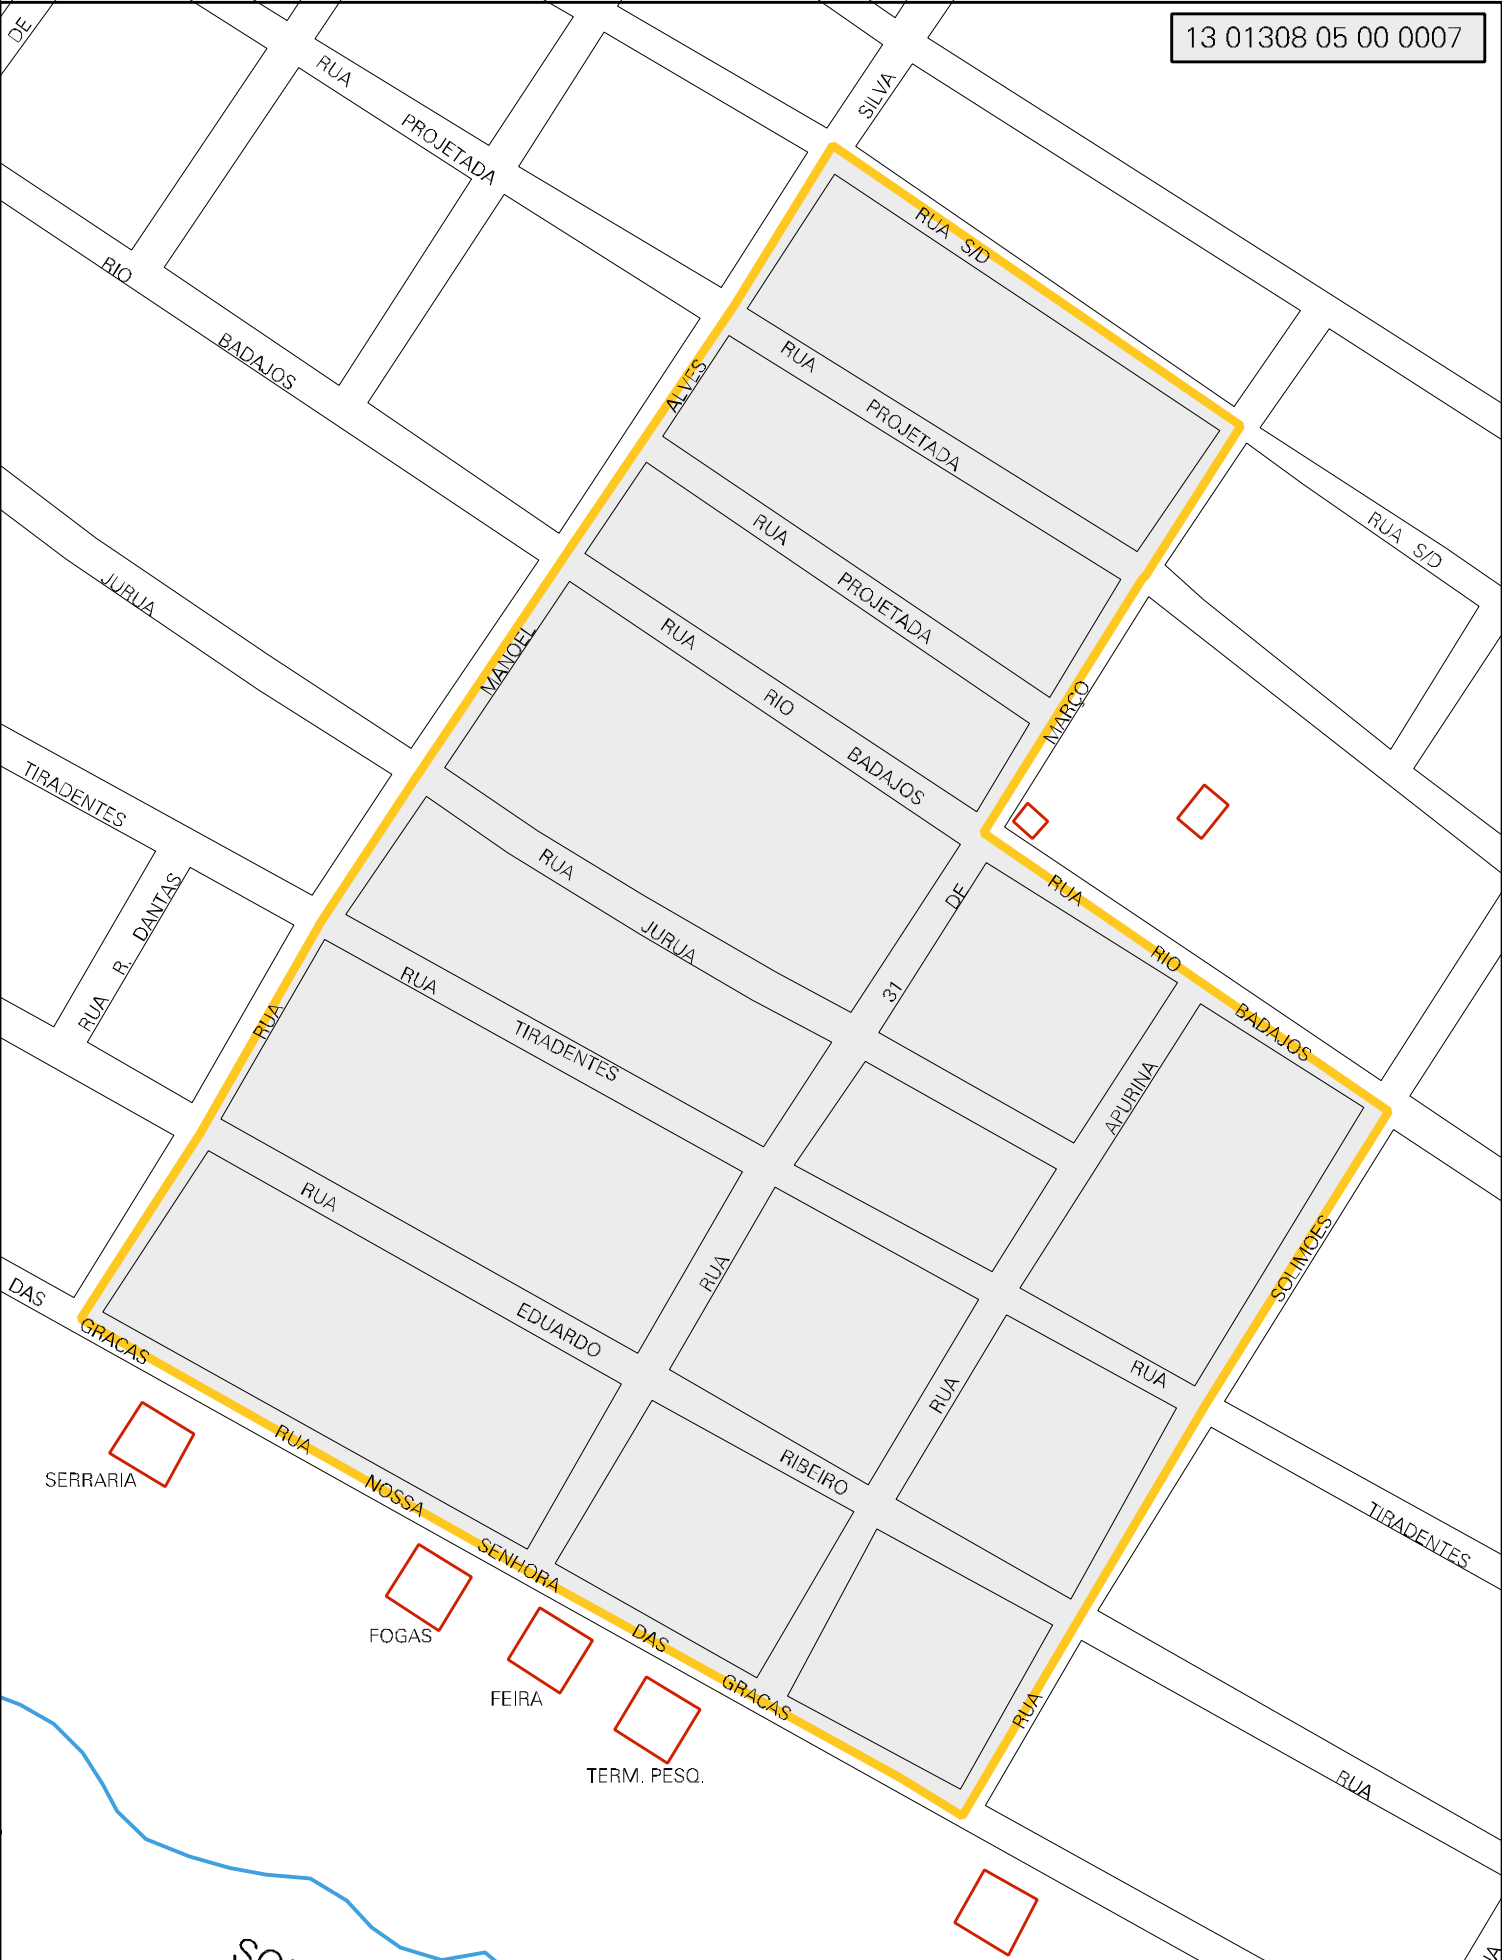 DE
13 01308 05 00 0007
RUA PROJETADA
SILVA
RUA S/D
RIO BADAJOS
RUA PROJETADA
ALVES
RUA S/D
RUA PROJETADA
JURUA
MANOEL
RUA RIO BADAJOS
MARÇO
TIRADENTES
RUA R. DANTAS
RUA JURUA
DE
31
RUA RIO BADAJOS
RUA
RUA TIRADENTES
APURINA
RUA
SOLIMOES
RUA EDUARDO
DAS
GRACAS
RUA
RUA
RIBEIRO
TIRADENTES
RUA NOSSA SENHORA DAS GRACAS
SERRARIA
FOGAS
FEIRA
TERM. PESQ.
RUA
RUA